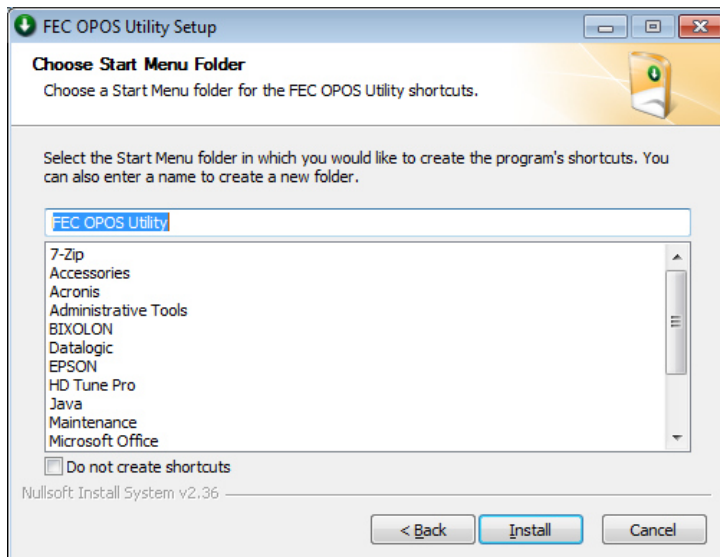 FEC OPOS Utility Setup
Choose Start Menu Folder
Choose a Start Menu folder for the FEC OPOS Utility shortcuts.
Select the Start Menu folder in which you would like to create the program's shortcuts. You
can also enter a name to create a new folder.
FEC OPOS Utility
7-Zip
Accessories
Acronis
Administrative Tools
BIXOLON
Datalogic
EPSON
HD Tune Pro
Java
Maintenance
Microsoft Office
Do not create shortcuts
Nullsoft Install System v2.36
< Back Install Cancel